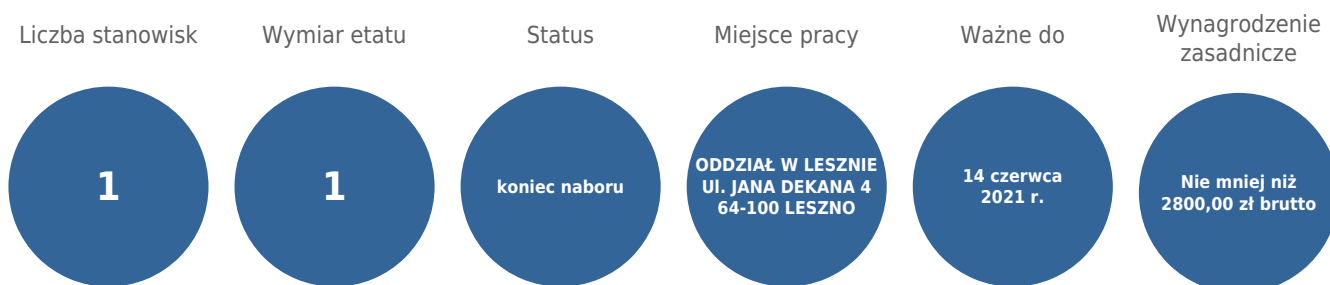 Liczba stanowisk
1
Wymiar etatu
1
Status
koniec naboru
Miejsce pracy
ODDZIAŁ W LESZNIE
Ul. JANA DEKANA 4
64-100 LESZNO
Ważne do
14 czerwca
2021 r.
Wynagrodzenie
zasadnicze
Nie mniej niż
2800,00 zł brutto